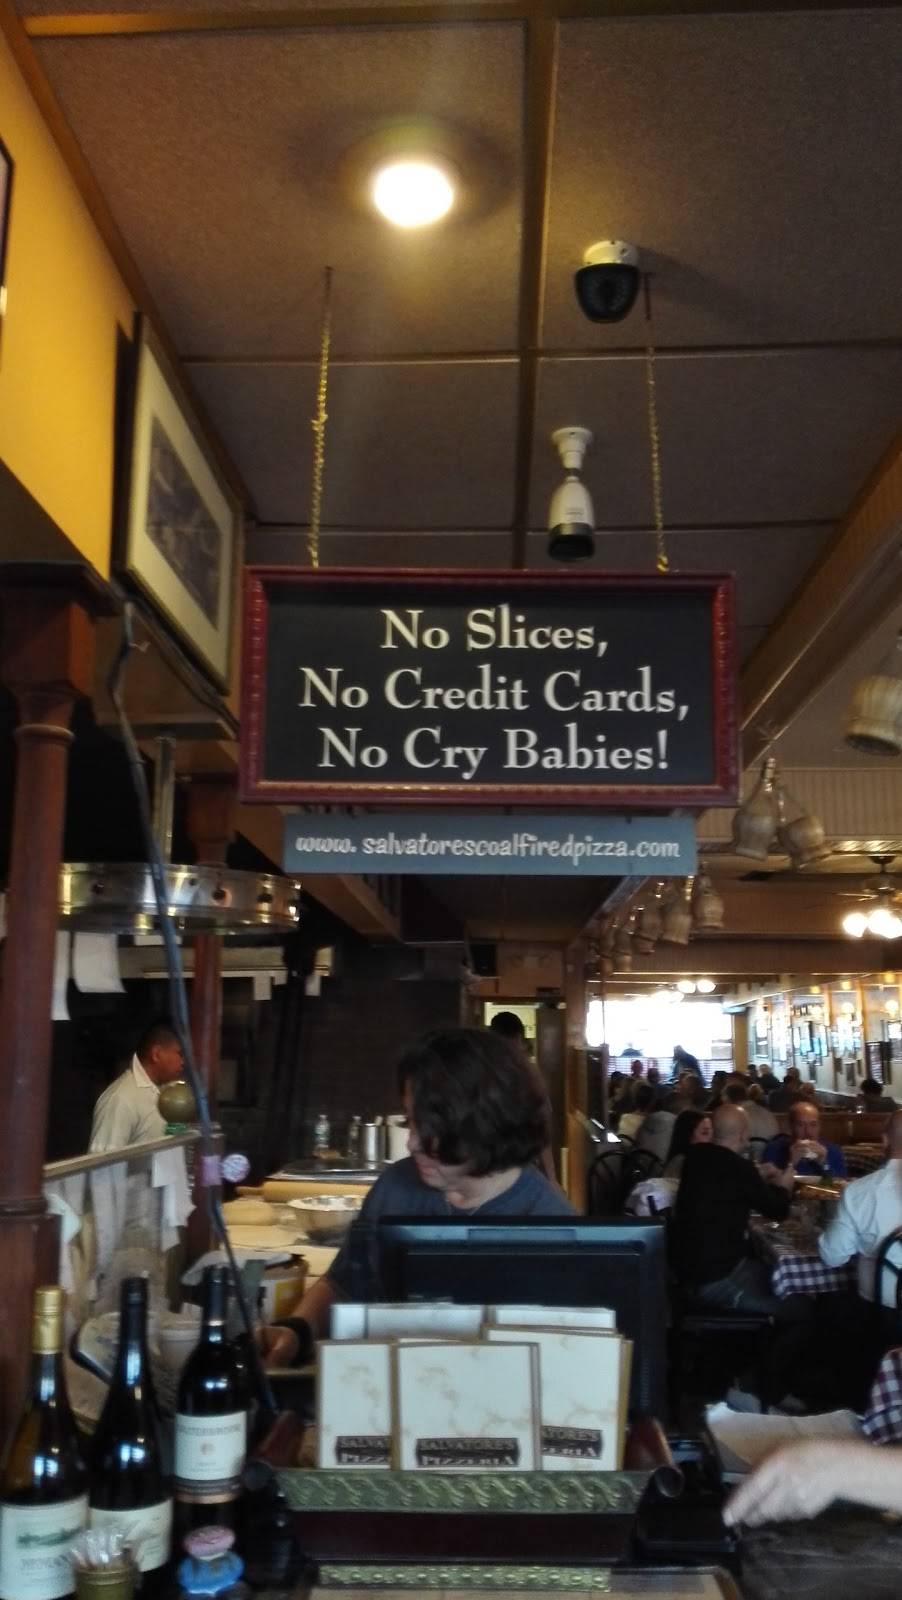 No Slices,
No Credit Cards,
No Cry Babies!
www.salvatorescoalfiredpizza.com
SALVATORE'S
PIZZERIA